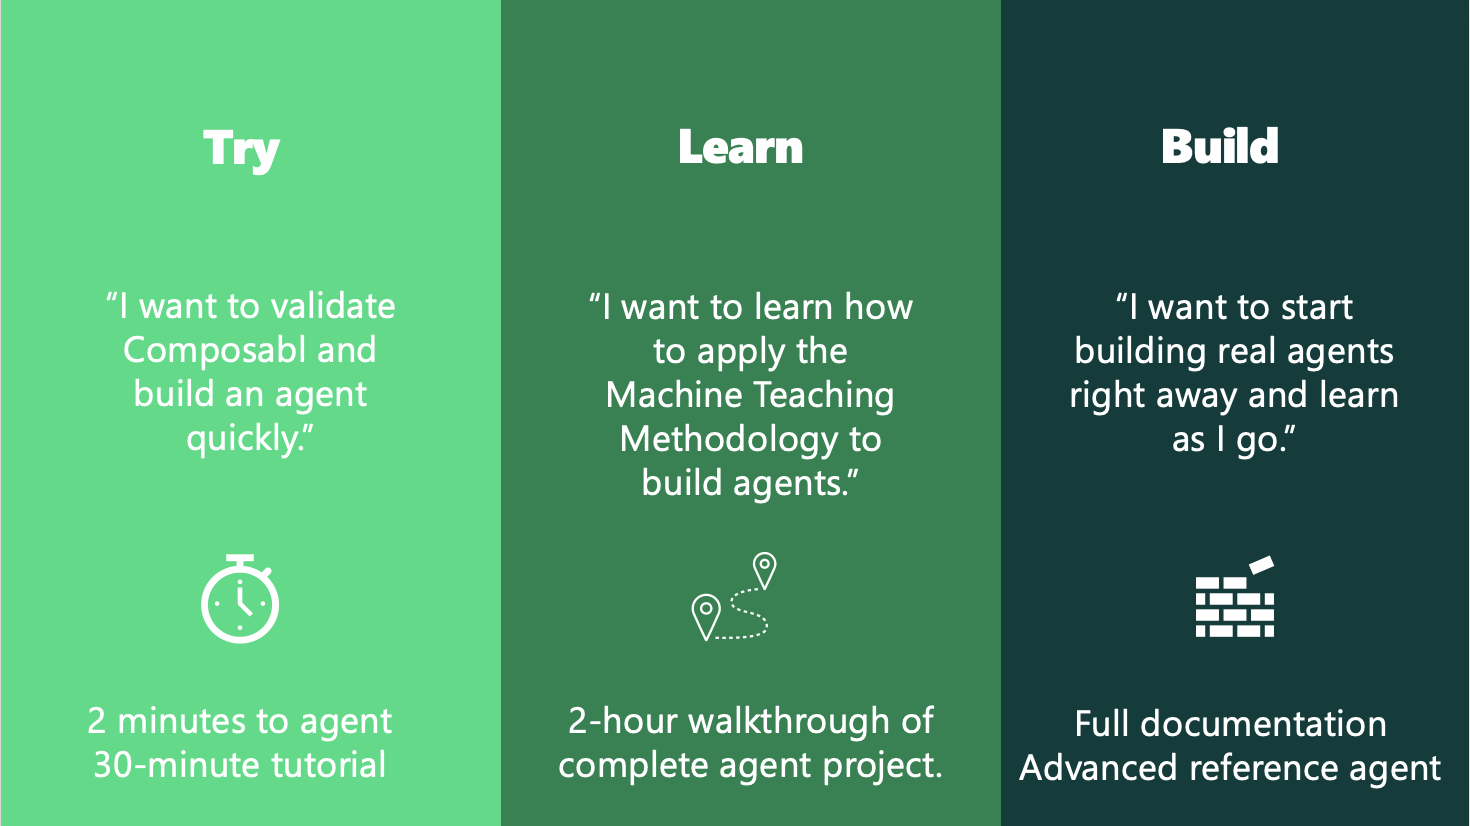 Try
“I want to validate
Composabl and
build an agent
quickly.”
2 minutes to agent
30-minute tutorial
Learn
“I want to learn how
to apply the
Machine Teaching
Methodology to
build agents.”
2-hour walkthrough of
complete agent project.
Build
“I want to start
building real agents
right away and learn
as I go.”
Full documentation
Advanced reference agent